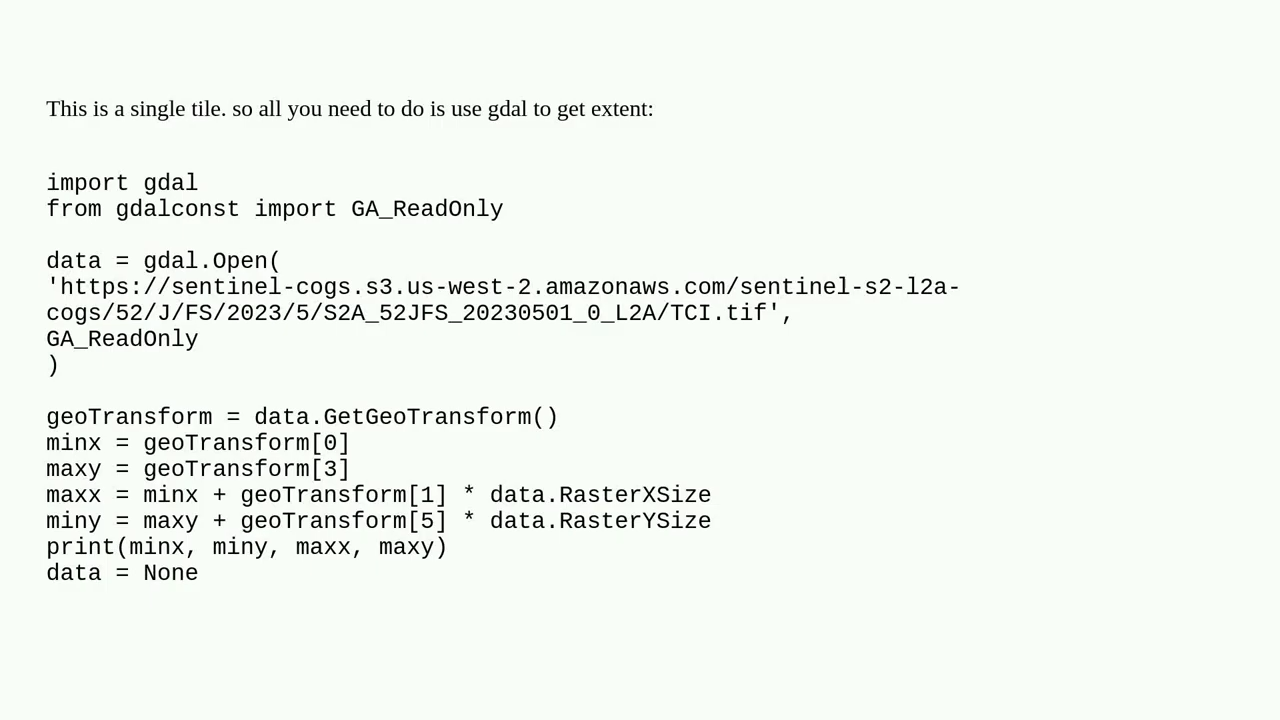 This is a single tile. so all you need to do is use gdal to get extent:
import gdal
from gdalconst import GA_ReadOnly
data = gdal.Open(
'https://sentinel-cogs.s3.us-west-2.amazonaws.com/sentinel-s2-l2a-
cogs/52/J/FS/2023/5/S2A_52JFS_20230501_0_L2A/TCI.tif',
GA_ReadOnly
)
geoTransform = data.GetGeoTransform()
minx = geoTransform[0]
maxy = geoTransform[3]
maxx = minx + geoTransform[1] * data.RasterXSize
miny = maxy + geoTransform[5] * data.RasterYSize
print(minx, miny, maxx, maxy)
data = None